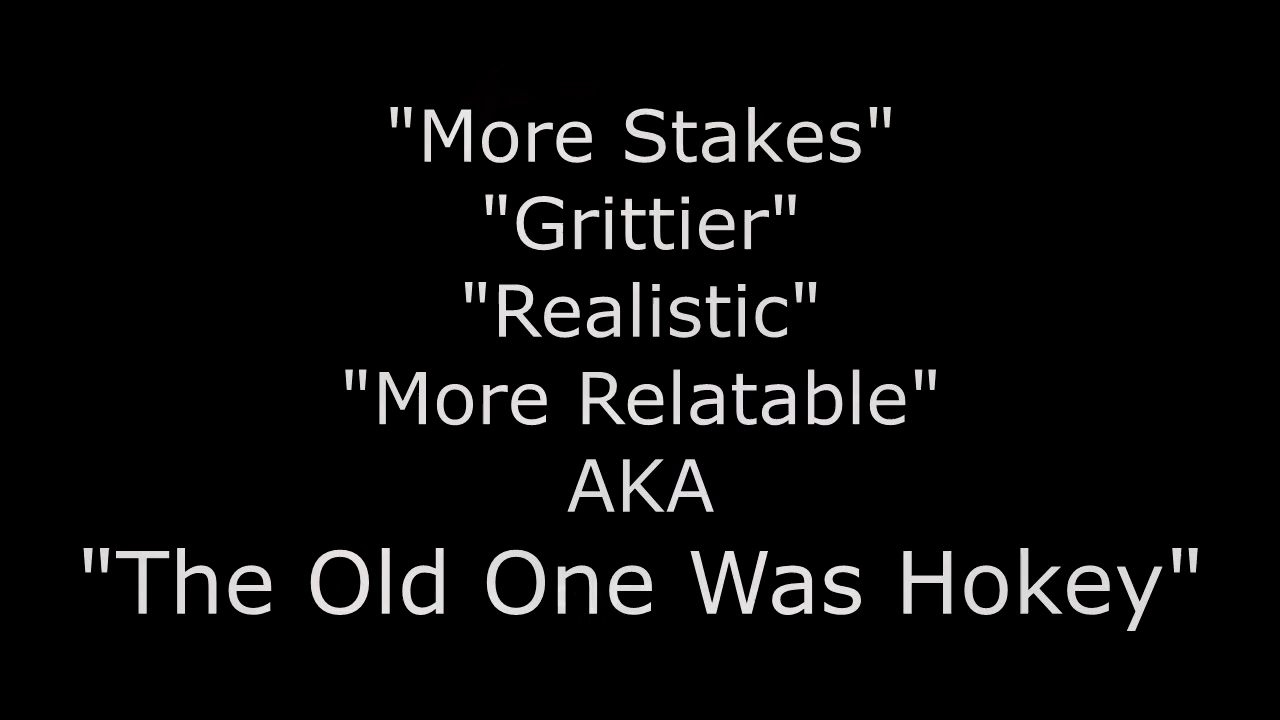 "More Stakes"
"Grittier"
"Realistic"
"More Relatable"
AKA
"The Old One Was Hokey"